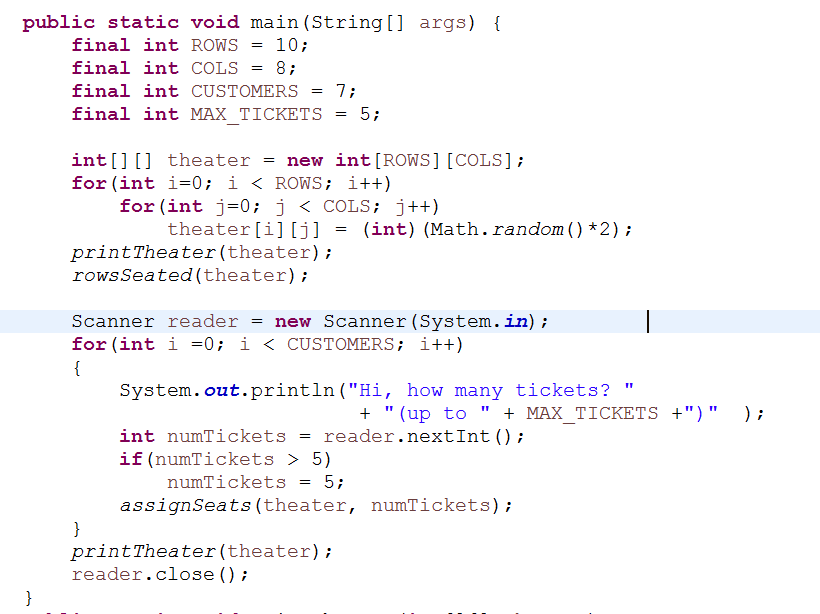 public static void main(String[] args) {
    final int ROWS = 10;
    final int COLS = 8;
    final int CUSTOMERS = 7;
    final int MAX_TICKETS = 5;

    int[][] theater = new int[ROWS][COLS];
    for(int i=0; i < ROWS; i++)
        for(int j=0; j < COLS; j++)
            theater[i][j] = (int)(Math.random()*2);
    printTheater(theater);
    rowsSeated(theater);

    Scanner reader = new Scanner(System.in);
    for(int i =0; i < CUSTOMERS; i++)
    {
        System.out.println("Hi, how many tickets? "
                            + "(up to " + MAX_TICKETS +")"  );
        int numTickets = reader.nextInt();
        if(numTickets > 5)
            numTickets = 5;
        assignSeats(theater, numTickets);
    }
    printTheater(theater);
    reader.close();
}